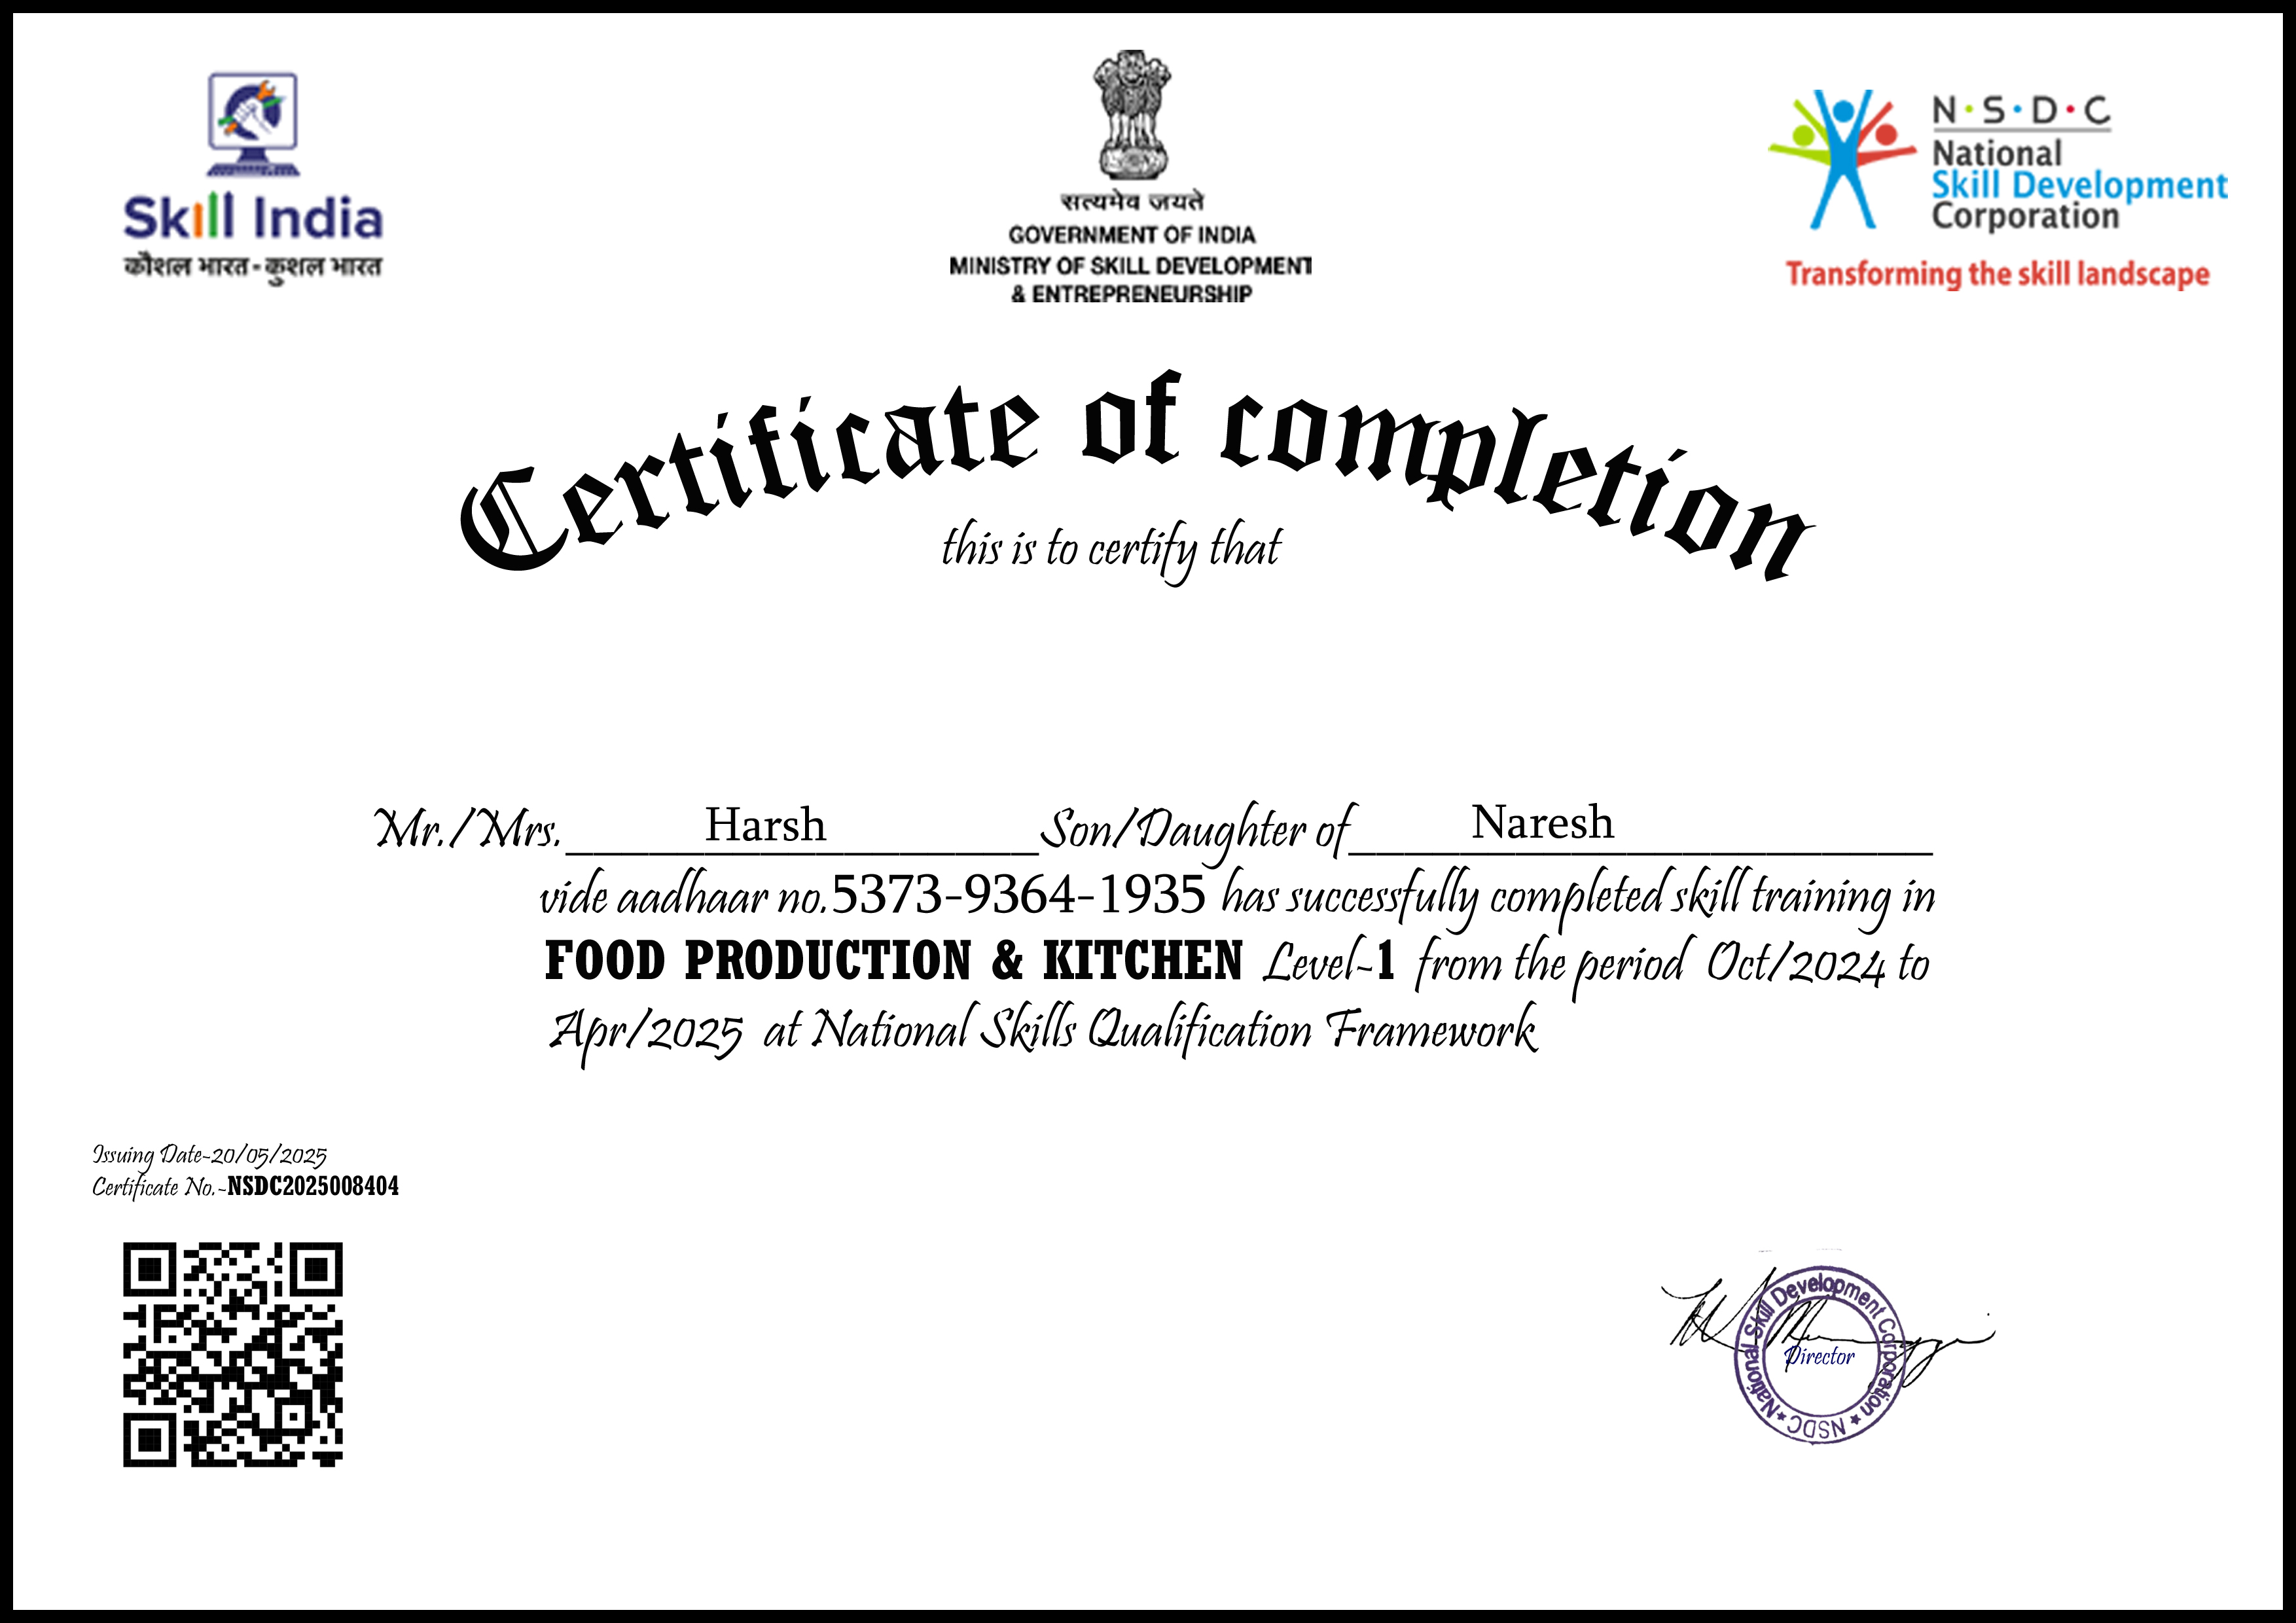 Skill India
कौशल भारत - कुशल भारत
सत्यमेव जयते
GOVERNMENT OF INDIA
MINISTRY OF SKILL DEVELOPMENT
& ENTREPRENEURSHIP
N·S·D·C
National
Skill Development
Corporation
Transforming the skill landscape
Certificate of completion
this is to certify that
Mr./Mrs. Harsh Son/Daughter of Naresh
vide aadhaar no.5373-9364-1935 has successfully completed skill training in
FOOD PRODUCTION & KITCHEN Level-1 from the period Oct/2024 to
Apr/2025 at National Skills Qualification Framework
Issuing Date-20/05/2025
Certificate No.-NSDC2025008404
National Skill Development Corporation
Director
NSDC